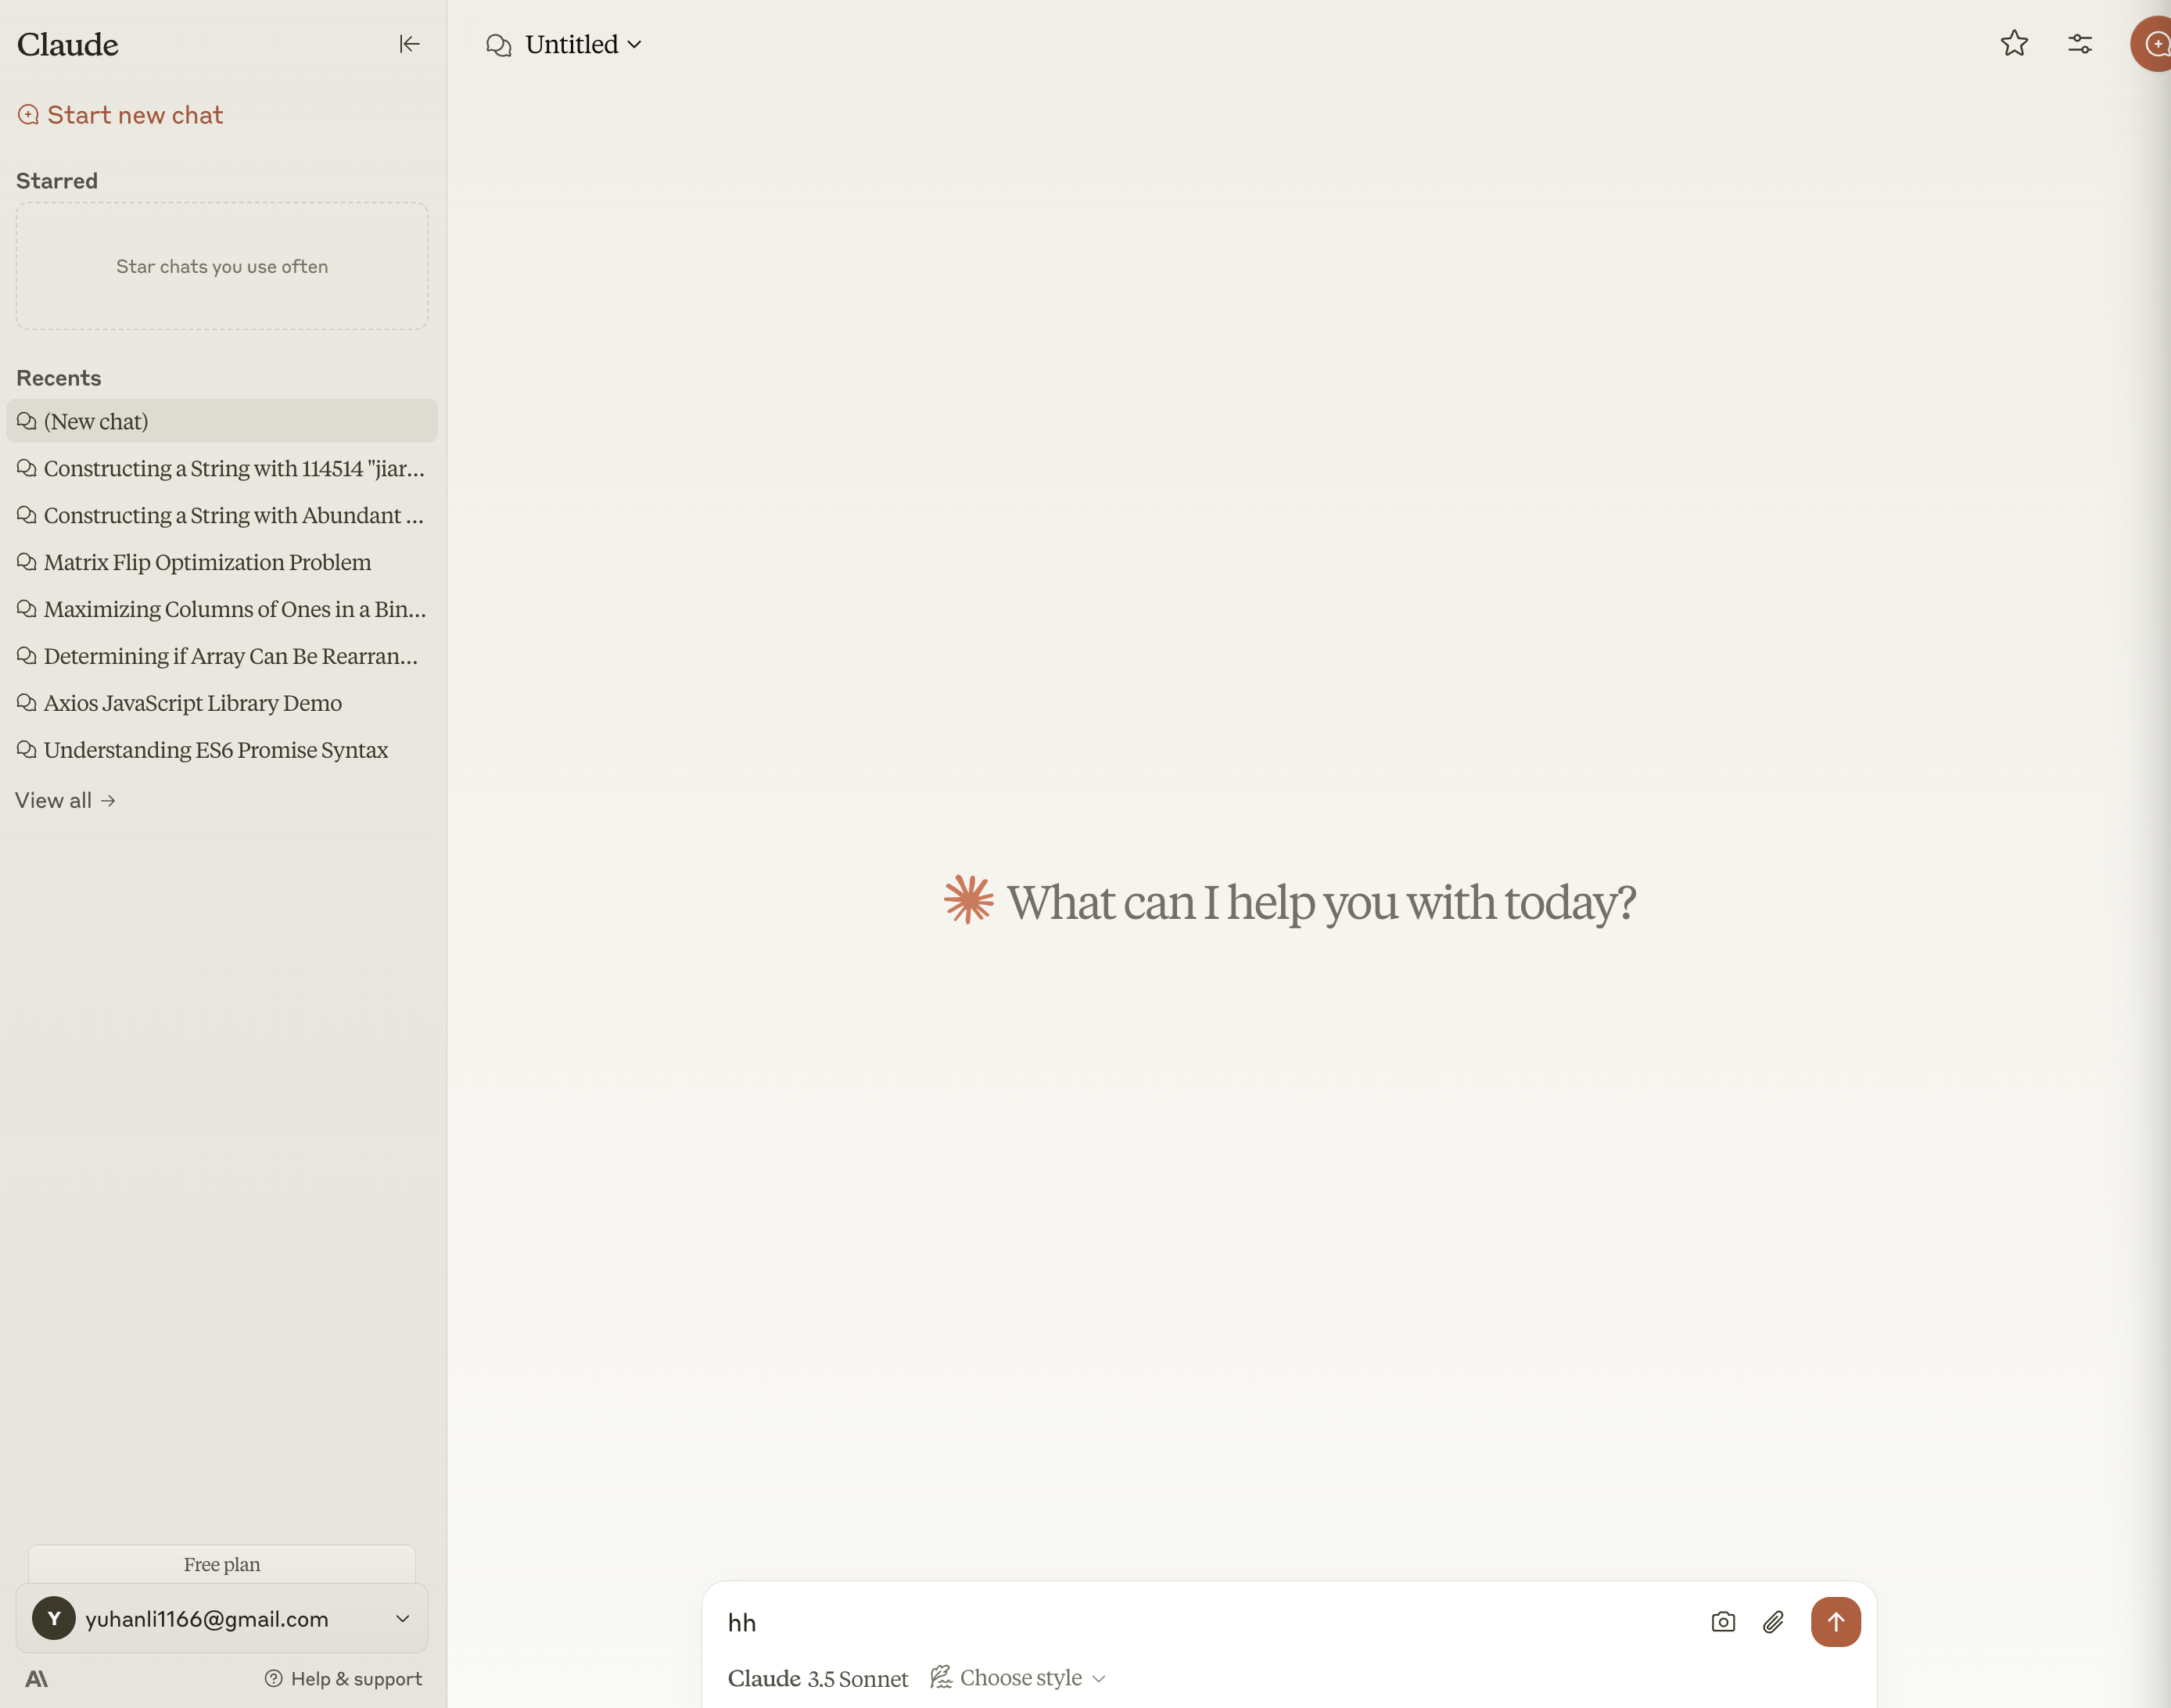 Claude
Start new chat
Starred
Star chats you use often
Recents
(New chat)
Constructing a String with 114514 "jiar...
Constructing a String with Abundant ...
Matrix Flip Optimization Problem
Maximizing Columns of Ones in a Bin...
Determining if Array Can Be Rearran...
Axios JavaScript Library Demo
Understanding ES6 Promise Syntax
View all
Free plan
Y yuhanli1166@gmail.com
A\ Help & support
Untitled
What can I help you with today?
hh
Claude 3.5 Sonnet Choose style